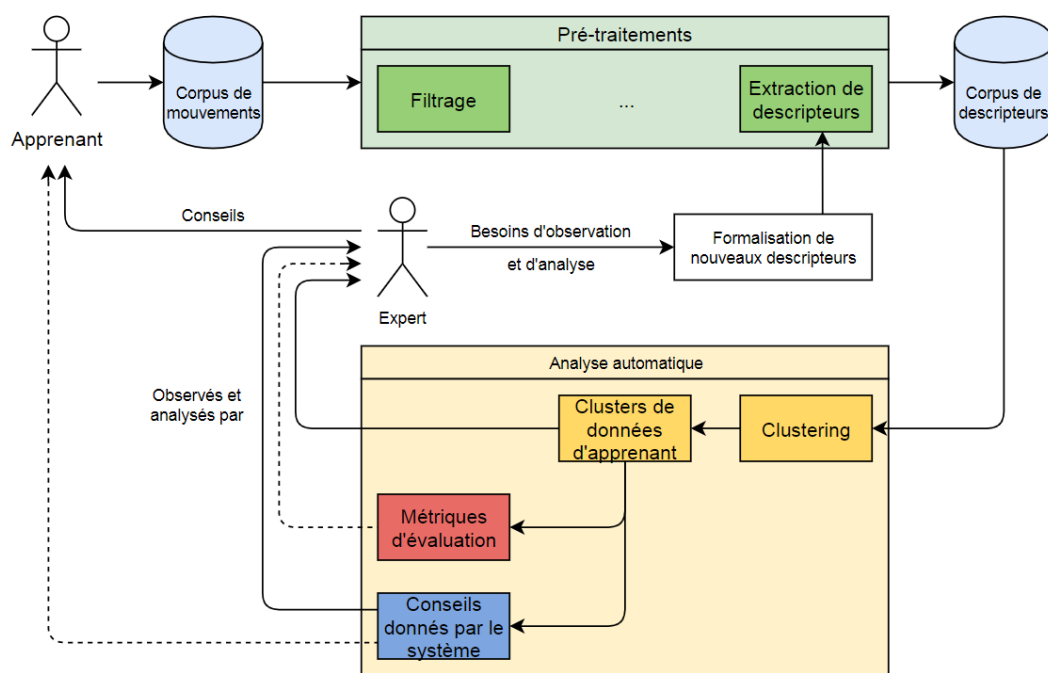 Pré-traitements
Filtrage
...
Extraction de
descripteurs
Corpus de
mouvements
Corpus de
descripteurs
Apprenant
Conseils
Besoins d'observation
et d'analyse
Formalisation de
nouveaux descripteurs
Expert
Analyse automatique
Observés et
analysés par
Clusters de
données
d'apprenant
Clustering
Métriques
d'évaluation
Conseils
donnés par le
système